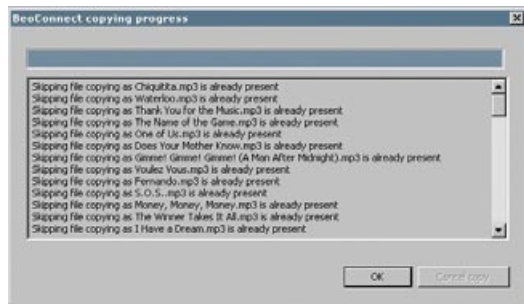 BeoConnect copying progress
Skipping file copying as Chiquitita.mp3 is already present
Skipping file copying as Waterloo.mp3 is already present
Skipping file copying as Thank You for the Music.mp3 is already present
Skipping file copying as The Name of the Game.mp3 is already present
Skipping file copying as One of Us.mp3 is already present
Skipping file copying as Does Your Mother Know.mp3 is already present
Skipping file copying as Gimme! Gimme! Gimme! (A Man After Midnight).mp3 is already present
Skipping file copying as Voulez Vous.mp3 is already present
Skipping file copying as Fernando.mp3 is already present
Skipping file copying as S.O.S..mp3 is already present
Skipping file copying as Money, Money, Money.mp3 is already present
Skipping file copying as The Winner Takes It All.mp3 is already present
Skipping file copying as I Have a Dream.mp3 is already present
OK
Cancel copy